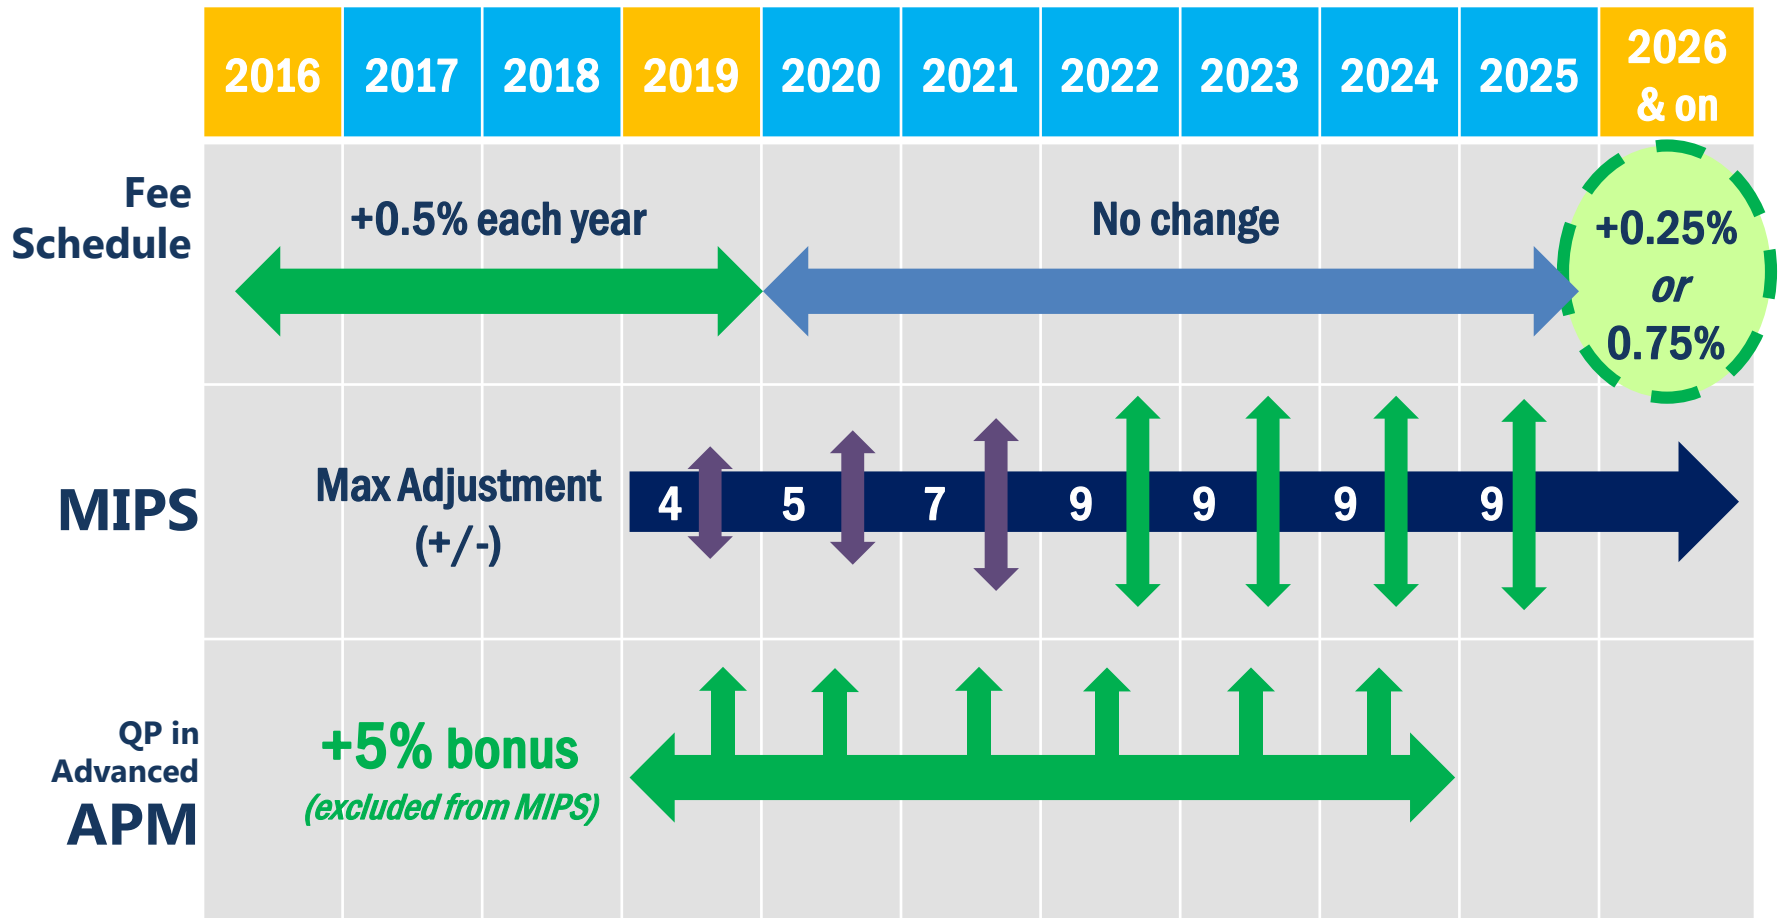 2016 2017 2018 2019 2020 2021 2022 2023 2024 2025 2026
& on
Fee
Schedule
+0.5% each year
No change
+0.25%
or
0.75%
MIPS
Max Adjustment
(+/-)
4 5 7 9 9 9 9
QP in
Advanced
APM
+5% bonus
(excluded from MIPS)